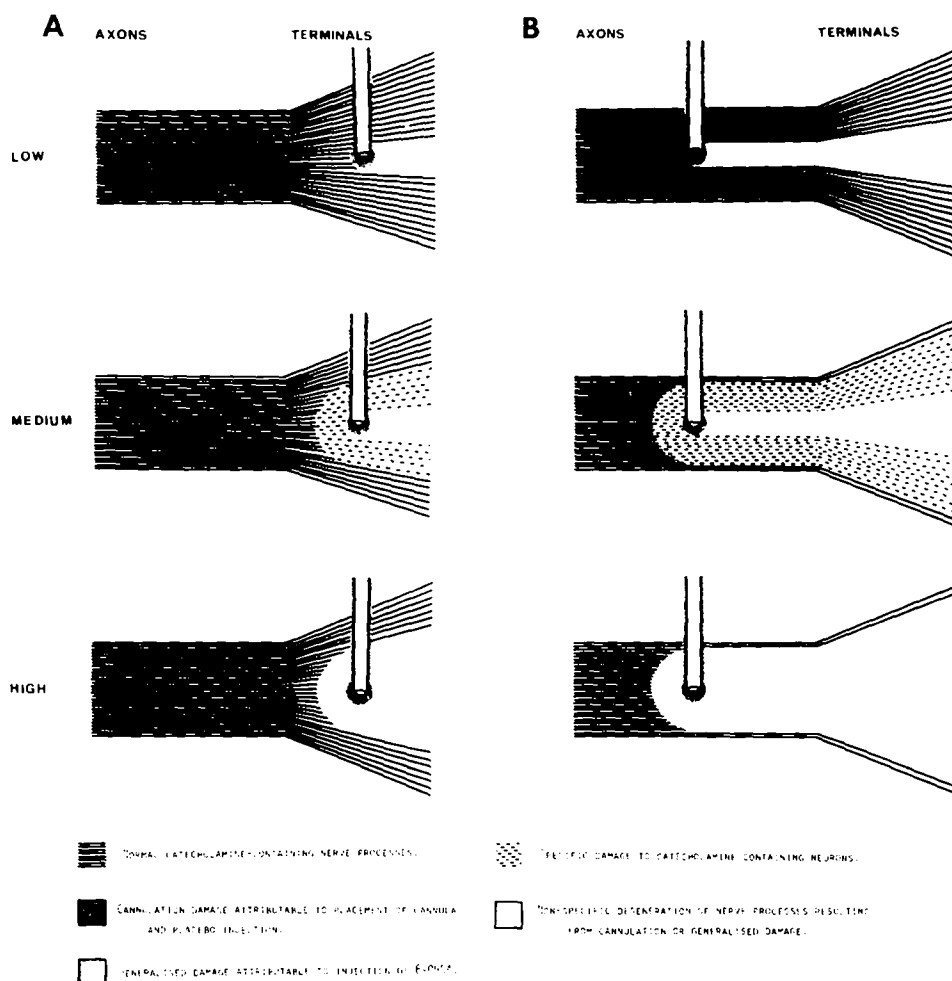 A
AXONS
TERMINALS
B
AXONS
TERMINALS
LOW
MEDIUM
HIGH
NORMAL CATECHOLAMINE-CONTAINING NERVE PROCESSES.
SPECIFIC DAMAGE TO CATECHOLAMINE CONTAINING NEURONS.
CANNULATION DAMAGE ATTRIBUTABLE TO PLACEMENT OF CANNULA
AND PLACEBO INJECTION.
NON-SPECIFIC DEGENERATION OF NERVE PROCESSES RESULTING
FROM CANNULATION OR GENERALISED DAMAGE.
GENERALISED DAMAGE ATTRIBUTABLE TO INJECTION OF